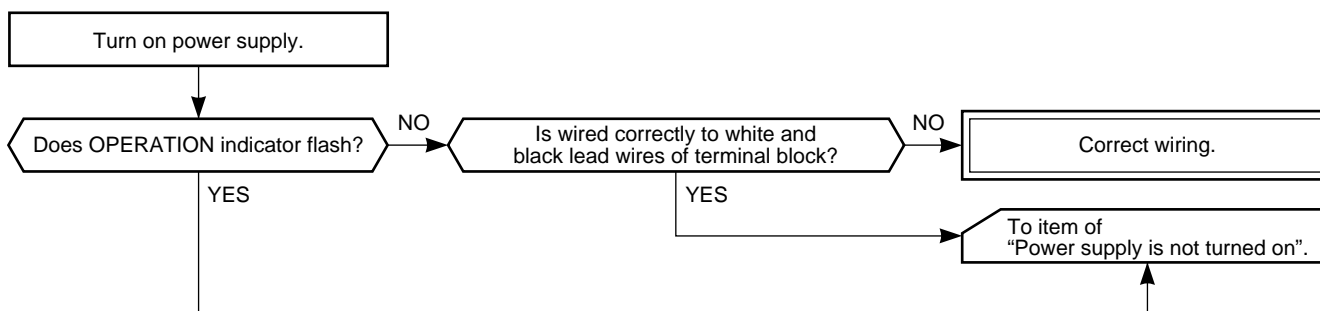 Turn on power supply.
Does OPERATION indicator flash?
NO
Is wired correctly to white and
black lead wires of terminal block?
NO
Correct wiring.
YES
YES
To item of
“Power supply is not turned on”.